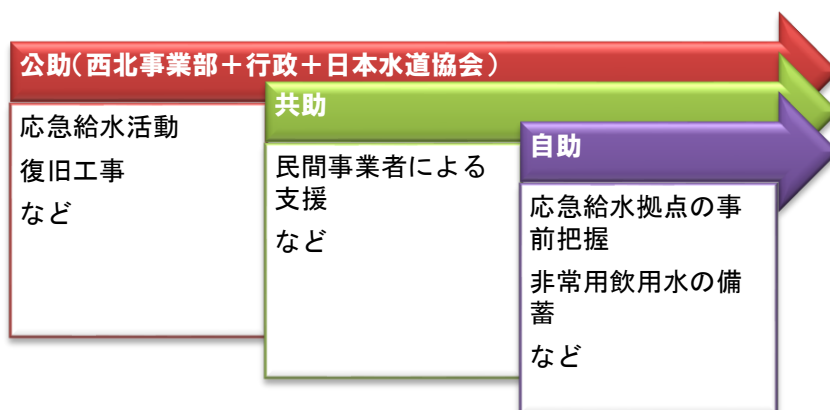 公助(西北事業部＋行政＋日本水道協会)
応急給水活動
復旧工事
など
共助
民間事業者による
支援
など
自助
応急給水拠点の事
前把握
非常用飲用水の備
蓄
など